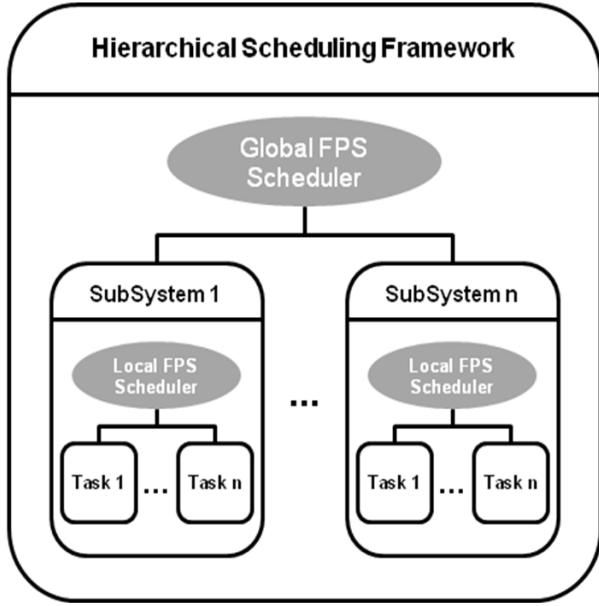 Hierarchical Scheduling Framework
Global FPS
Scheduler
SubSystem 1
SubSystem n
Local FPS
Scheduler
Local FPS
Scheduler
...
Task 1
...
Task n
Task 1
...
Task n